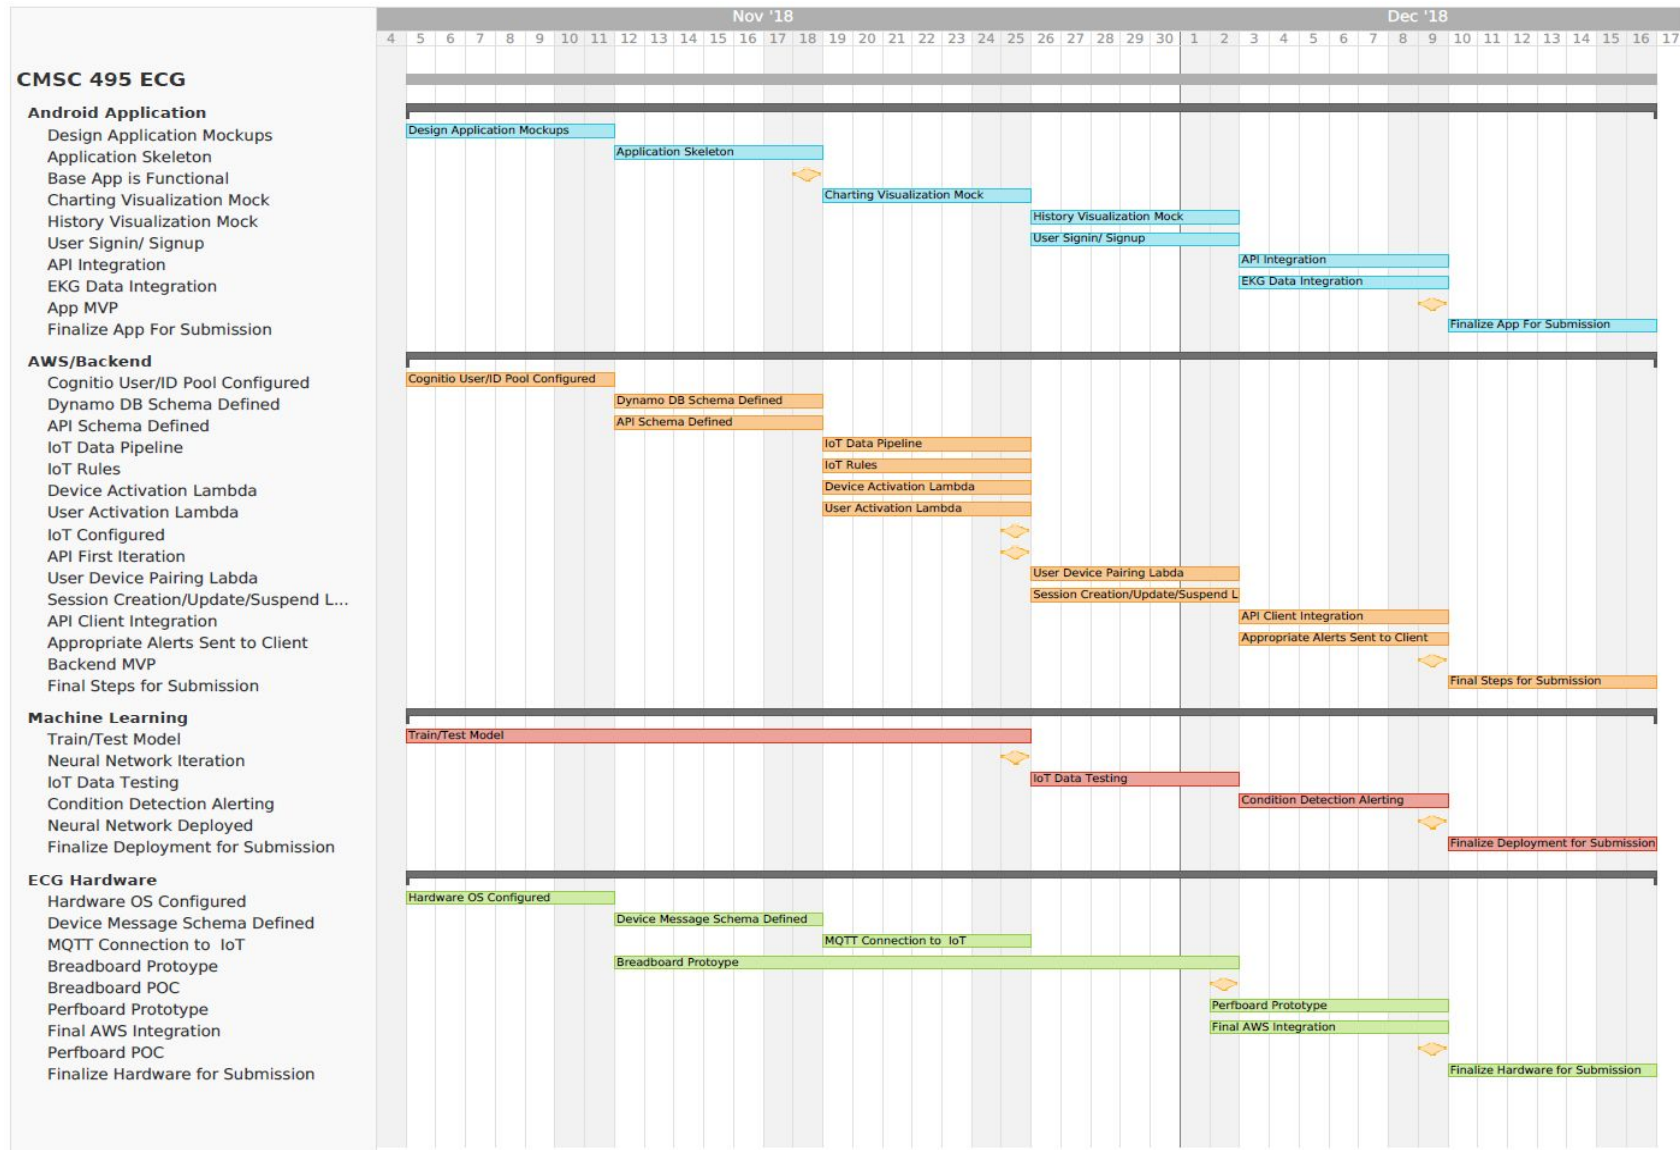 Nov '18 Dec '18
4 5 6 7 8 9 10 11 12 13 14 15 16 17 18 19 20 21 22 23 24 25 26 27 28 29 30 1 2 3 4 5 6 7 8 9 10 11 12 13 14 15 16 17
CMSC 495 ECG
Android Application
Design Application Mockups Design Application Mockups
Application Skeleton Application Skeleton
Base App is Functional
Charting Visualization Mock Charting Visualization Mock
History Visualization Mock History Visualization Mock
User Signin/ Signup User Signin/ Signup
API Integration API Integration
EKG Data Integration EKG Data Integration
App MVP
Finalize App For Submission Finalize App For Submission
AWS/Backend
Cognitio User/ID Pool Configured Cognitio User/ID Pool Configured
Dynamo DB Schema Defined Dynamo DB Schema Defined
API Schema Defined API Schema Defined
IoT Data Pipeline IoT Data Pipeline
IoT Rules IoT Rules
Device Activation Lambda Device Activation Lambda
User Activation Lambda User Activation Lambda
IoT Configured
API First Iteration
User Device Pairing Labda User Device Pairing Labda
Session Creation/Update/Suspend L... Session Creation/Update/Suspend L
API Client Integration API Client Integration
Appropriate Alerts Sent to Client Appropriate Alerts Sent to Client
Backend MVP
Final Steps for Submission Final Steps for Submission
Machine Learning
Train/Test Model Train/Test Model
Neural Network Iteration
IoT Data Testing IoT Data Testing
Condition Detection Alerting Condition Detection Alerting
Neural Network Deployed
Finalize Deployment for Submission Finalize Deployment for Submission
ECG Hardware
Hardware OS Configured Hardware OS Configured
Device Message Schema Defined Device Message Schema Defined
MQTT Connection to IoT MQTT Connection to IoT
Breadboard Protoype Breadboard Protoype
Breadboard POC
Perfboard Prototype Perfboard Prototype
Final AWS Integration Final AWS Integration
Perfboard POC
Finalize Hardware for Submission Finalize Hardware for Submission